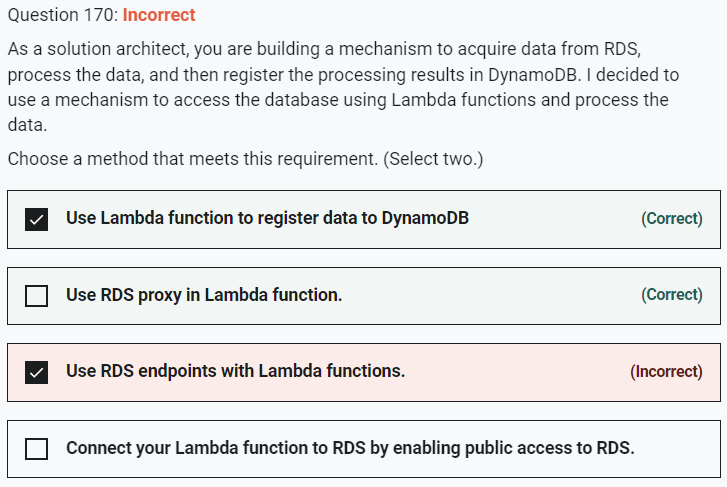 Question 170: Incorrect
As a solution architect, you are building a mechanism to acquire data from RDS,
process the data, and then register the processing results in DynamoDB. I decided to
use a mechanism to access the database using Lambda functions and process the
data.
Choose a method that meets this requirement. (Select two.)
Use Lambda function to register data to DynamoDB (Correct)
Use RDS proxy in Lambda function. (Correct)
Use RDS endpoints with Lambda functions. (Incorrect)
Connect your Lambda function to RDS by enabling public access to RDS.